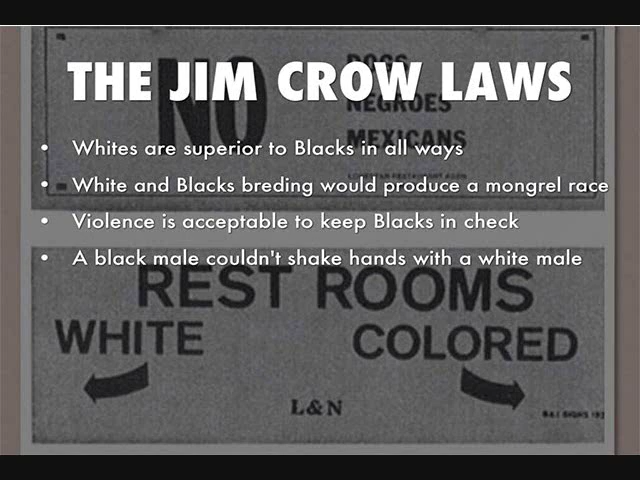 THE JIM CROW LAWS
NO
DOGS
NEGROES
MEXICANS
• Whites are superior to Blacks in all ways
• White and Blacks breding would produce a mongrel race
• Violence is acceptable to keep Blacks in check
• A black male couldn't shake hands with a white male
REST ROOMS
WHITE
COLORED
L&N